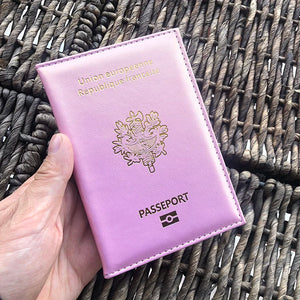 Union européenne
République française
PASSEPORT